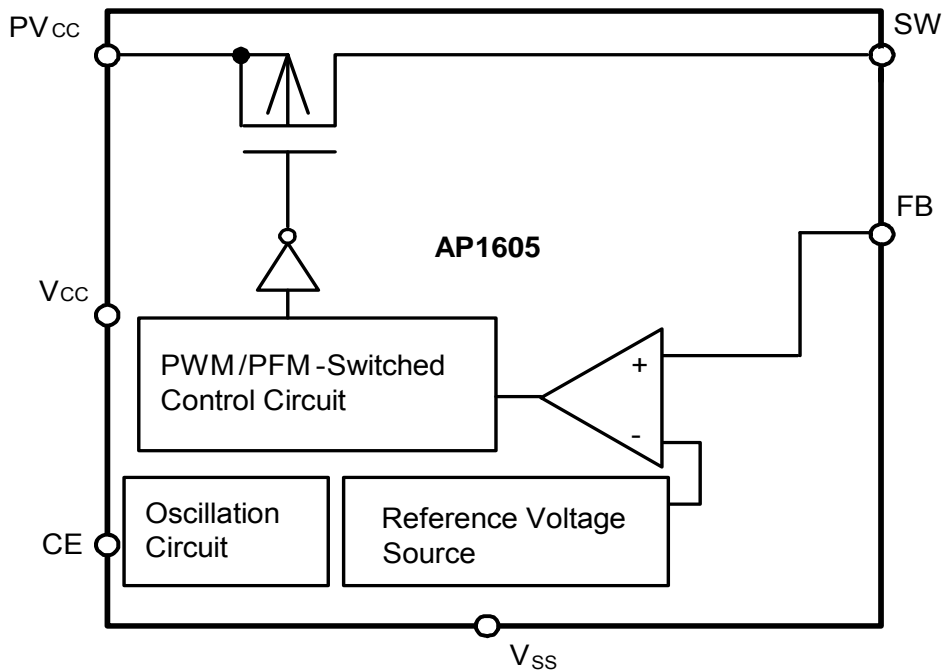 PVCC
SW
FB
AP1605
VCC
PWM/PFM-Switched
Control Circuit
+
-
Oscillation
Circuit
Reference Voltage
Source
CE
VSS